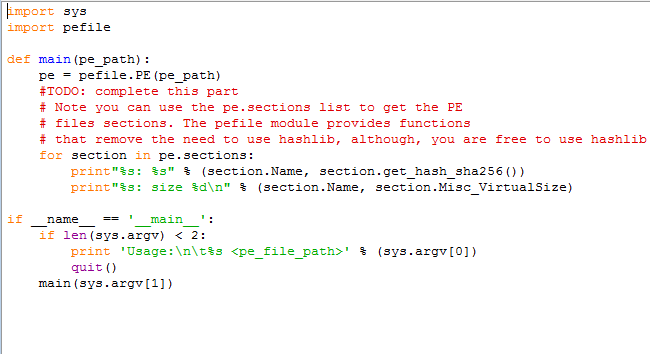 import sys
import pefile

def main(pe_path):
    pe = pefile.PE(pe_path)
    #TODO: complete this part
    # Note you can use the pe.sections list to get the PE
    # files sections. The pefile module provides functions
    # that remove the need to use hashlib, although, you are free to use hashlib
    for section in pe.sections:
        print"%s: %s" % (section.Name, section.get_hash_sha256())
        print"%s: size %d\n" % (section.Name, section.Misc_VirtualSize)

if __name__ == '__main__':
    if len(sys.argv) < 2:
        print 'Usage:\n\t%s <pe_file_path>' % (sys.argv[0])
        quit()
    main(sys.argv[1])